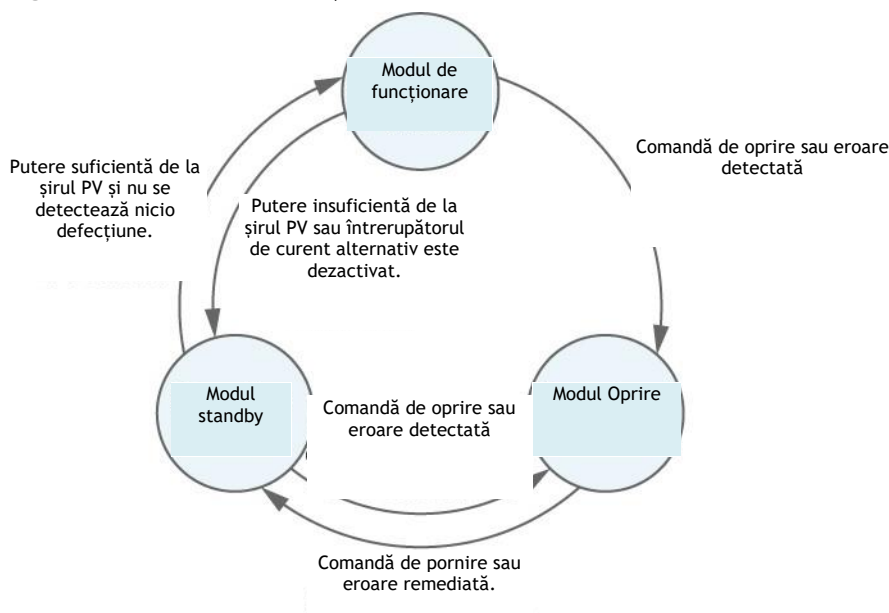 Modul de
funcționare
Comandă de oprire sau eroare
detectată
Putere suficientă de la
șirul PV și nu se
detectează nicio
defecțiune.
Putere insuficientă de la
șirul PV sau întrerupătorul
de curent alternativ este
dezactivat.
Modul
standby
Comandă de oprire sau
eroare detectată
Modul Oprire
Comandă de pornire sau
eroare remediată.